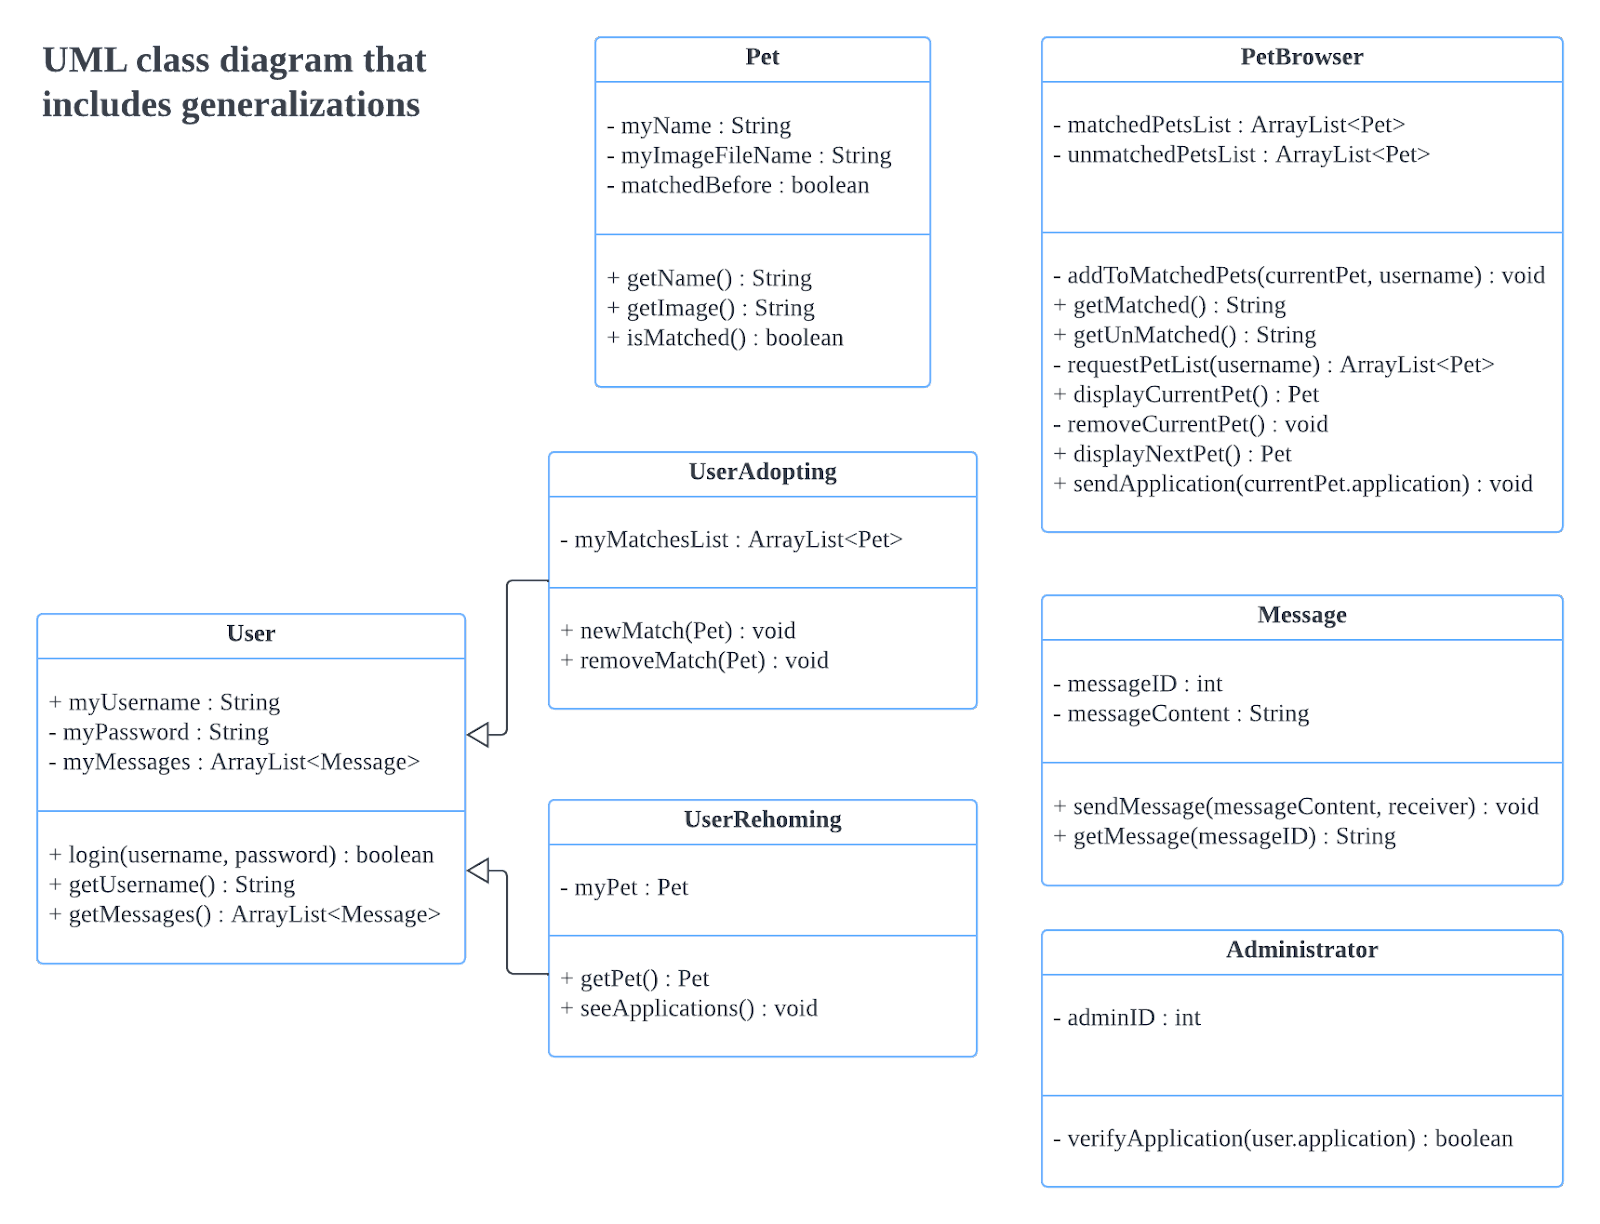 UML class diagram that
includes generalizations
Pet
- myName : String
- myImageFileName : String
- matchedBefore : boolean
+ getName() : String
+ getImage() : String
+ isMatched() : boolean
PetBrowser
- matchedPetsList : ArrayList<Pet>
- unmatchedPetsList : ArrayList<Pet>
- addToMatchedPets(currentPet, username) : void
+ getMatched() : String
+ getUnMatched() : String
- requestPetList(username) : ArrayList<Pet>
+ displayCurrentPet() : Pet
- removeCurrentPet() : void
+ displayNextPet() : Pet
+ sendApplication(currentPet.application) : void
UserAdopting
- myMatchesList : ArrayList<Pet>
+ newMatch(Pet) : void
+ removeMatch(Pet) : void
User
+ myUsername : String
- myPassword : String
- myMessages : ArrayList<Message>
+ login(username, password) : boolean
+ getUsername() : String
+ getMessages() : ArrayList<Message>
UserRehoming
- myPet : Pet
+ getPet() : Pet
+ seeApplications() : void
Message
- messageID : int
- messageContent : String
+ sendMessage(messageContent, receiver) : void
+ getMessage(messageID) : String
Administrator
- adminID : int
- verifyApplication(user.application) : boolean